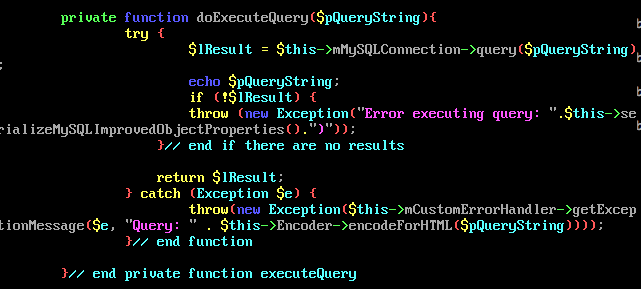 private function doExecuteQuery($pQueryString){
try {
$lResult = $this->mMySQLConnection->query($pQueryString)
;
echo $pQueryString;
if (!$lResult) {
throw (new Exception("Error executing query: ".$this->se
rializeMySQLImprovedObjectProperties().")"));
}// end if there are no results
return $lResult;
} catch (Exception $e) {
throw(new Exception($this->mCustomErrorHandler->getExcep
tionMessage($e, "Query: " . $this->Encoder->encodeForHTML($pQueryString))));
}// end function
}// end private function executeQuery